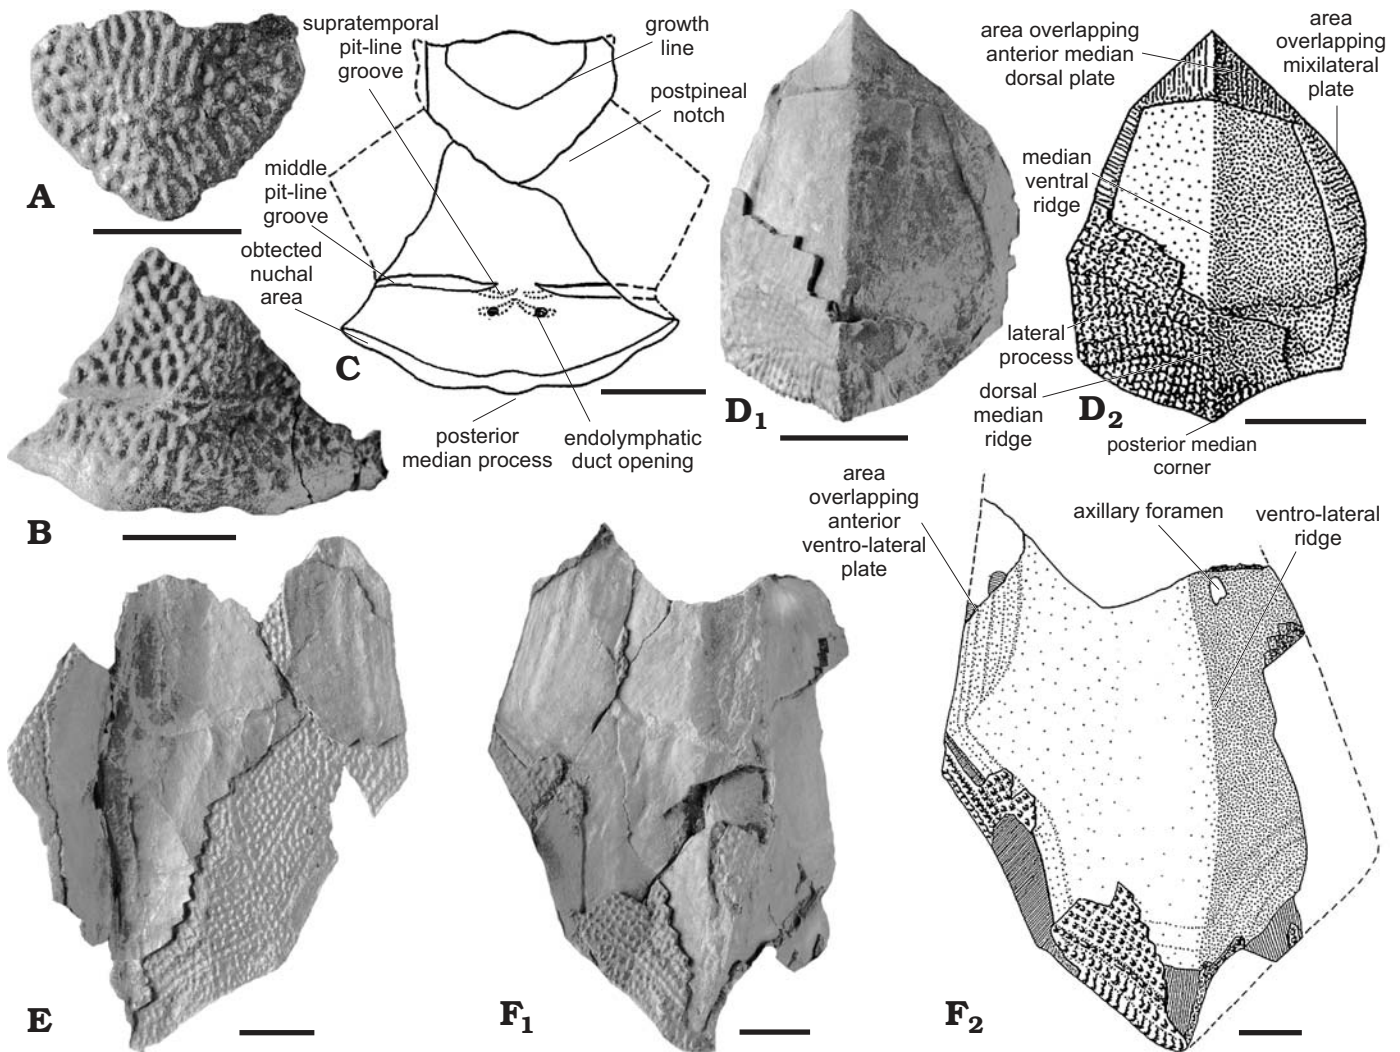 supratemporal
pit-line
groove
growth
line
postpineal
notch
middle
pit-line
groove
obtected
nuchal
area
A
B
C
posterior
median process
endolymphatic
duct opening
area overlapping
anterior median
dorsal plate
area
overlapping
mixilateral
plate
median
ventral
ridge
lateral
process
dorsal
median
ridge
posterior median
corner
D1
D2
area
overlapping
anterior
ventro-lateral
plate
axillary foramen
ventro-lateral
ridge
E
F1
F2